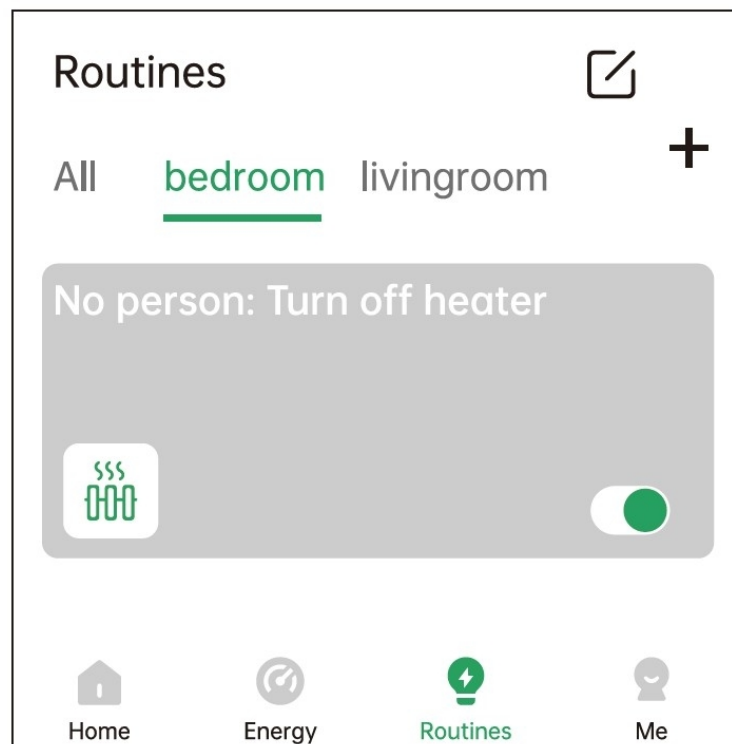 Routines
All bedroom livingroom
No person: Turn off heater
Home Energy Routines Me